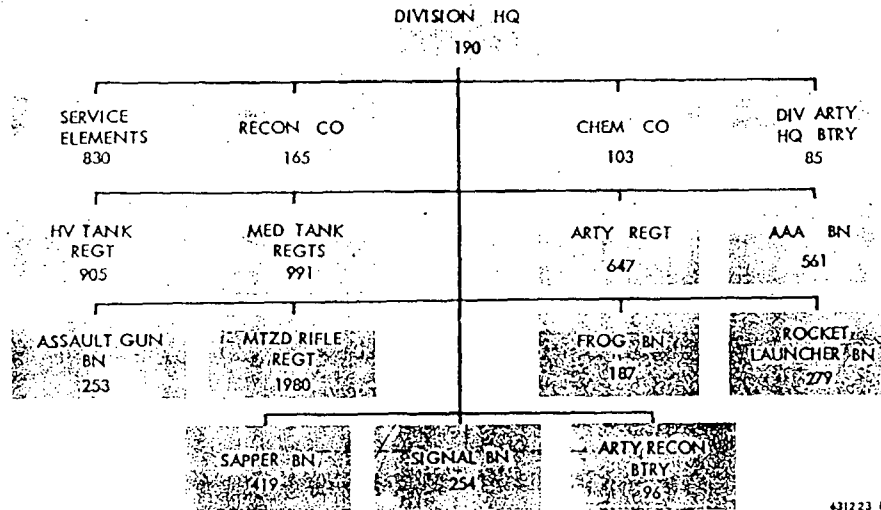 DIVISION HQ
190
SERVICE
ELEMENTS
830
RECON CO
165
CHEM CO
103
DIV ARTY
HQ BTRY
85
HV TANK
REGT
905
MED TANK
REGTS
991
ARTY REGT
647
AAA BN
561
ASSAULT GUN
BN
253
MTZD RIFLE
REGT
1980
FROG BN
187
ROCKET
LAUNCHER BN
279
SAPPER BN
419
SIGNAL BN
254
ARTY RECON
BTRY
96
431223